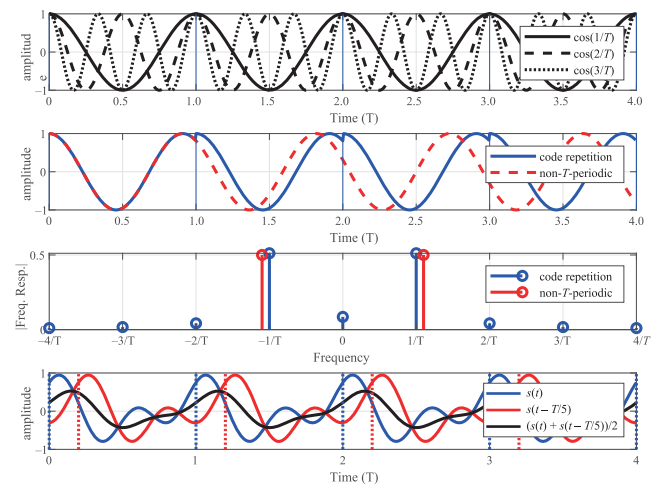 amplitud
e
1
0
−1
cos(1/T)
cos(2/T)
cos(3/T)
0 0.5 1.0 1.5 2.0 2.5 3.0 3.5 4.0
Time (T)
amplitude
1
0
−1
code repetition
non-T-periodic
0 0.5 1.0 1.5 2.0 2.5 3.0 3.5 4.0
Time (T)
|Freq. Resp.|
0.5
0
code repetition
non-T-periodic
−4/T −3/T −2/T −1/T 0 1/T 2/T 3/T 4/T
Frequency
amplitude
1
0
−1
s(t)
s(t−T/5)
(s(t) + s(t−T/5))/2
0 1 2 3 4
Time (T)